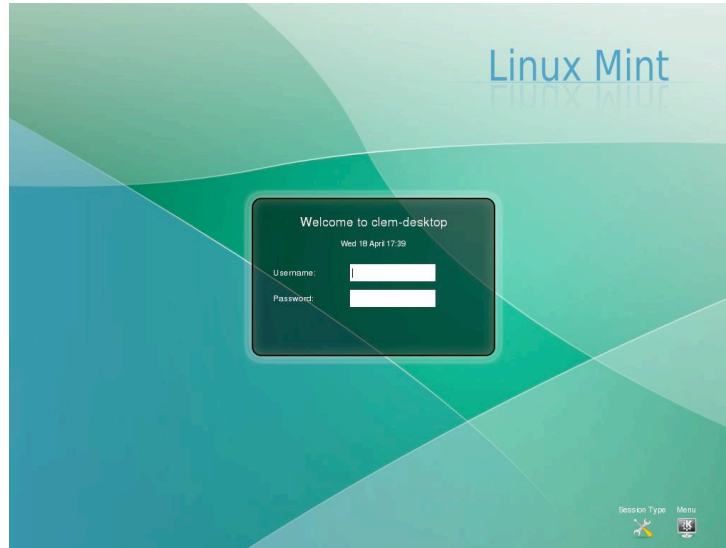 Linux Mint
Welcome to clem-desktop
Wed 18 April 17:39
Username:
Password:
Session Type Menu
K